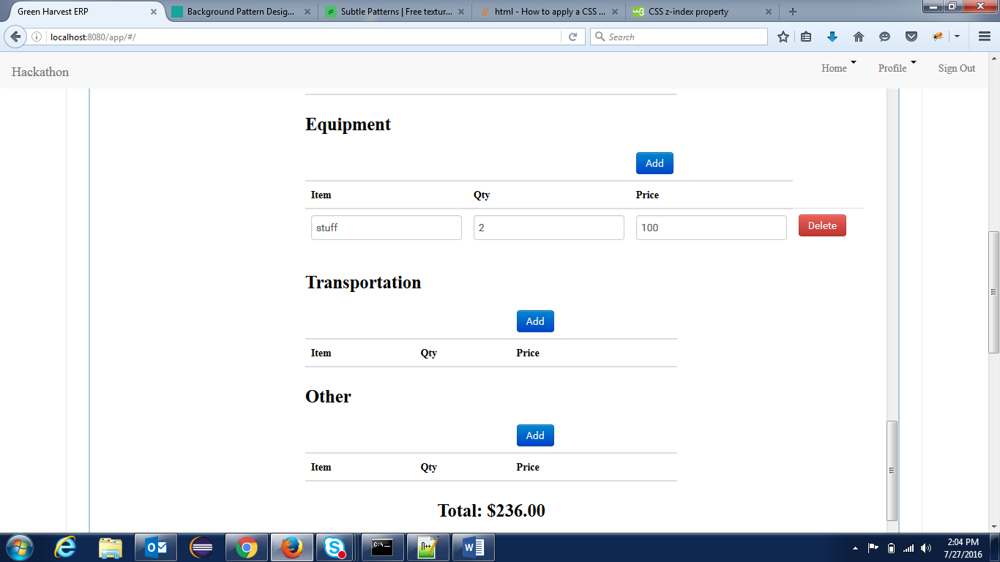 Green Harvest ERP
Background Pattern Desig...
Subtle Patterns | Free textur...
html - How to apply a CSS ...
w3 CSS z-index property
localhost:8080/app/#/
Search
Hackathon
Home
Profile
Sign Out
Equipment
Add
Item Qty Price
stuff 2 100 Delete
Transportation
Add
Item Qty Price
Other
Add
Item Qty Price
Total: $236.00
2:04 PM
7/27/2016